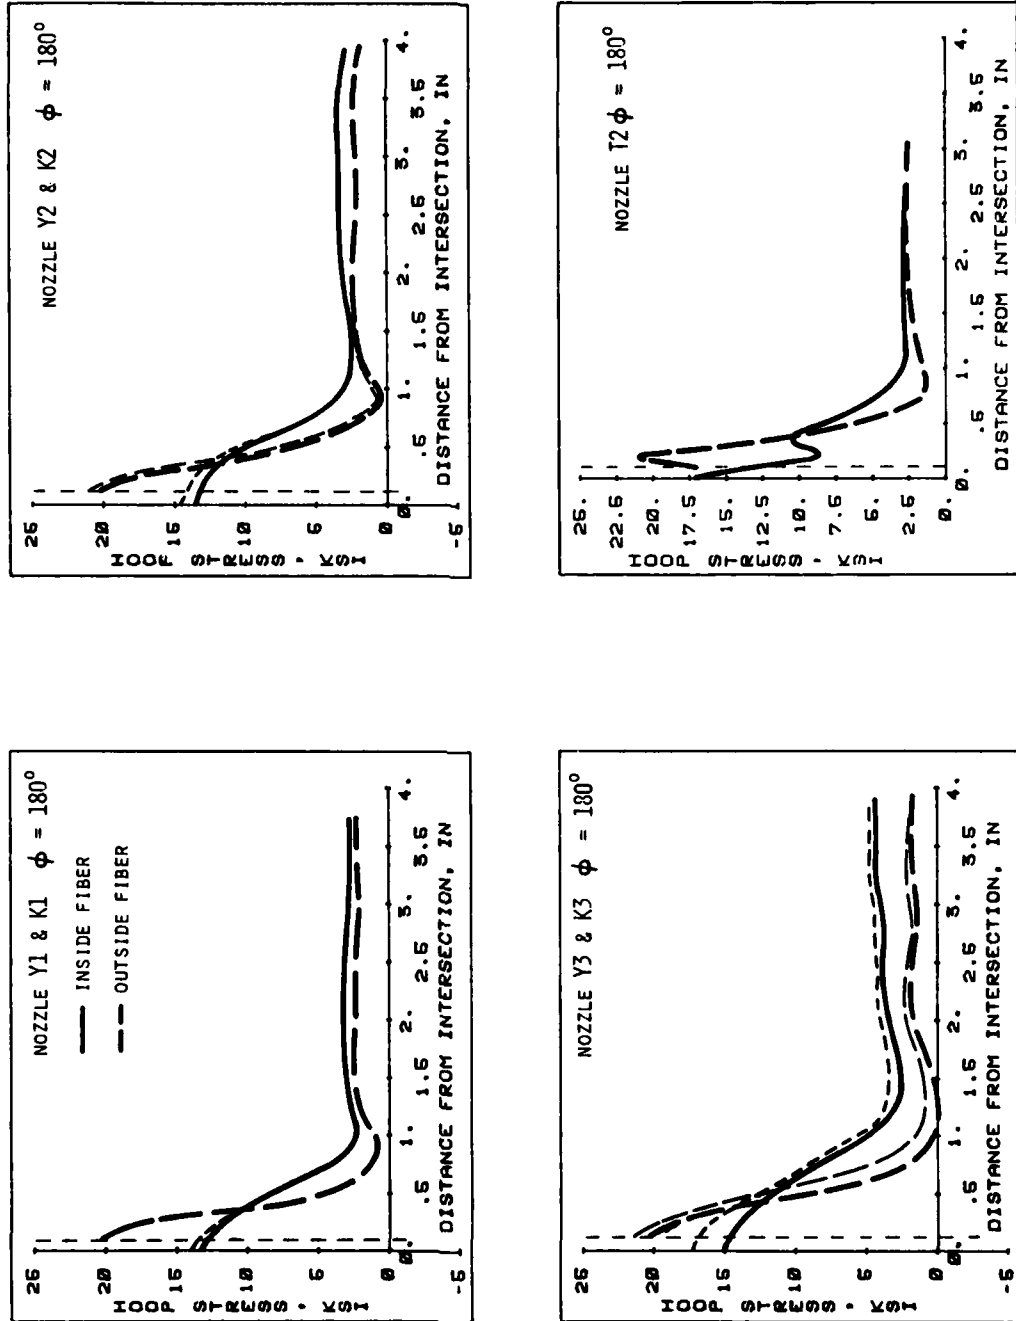 NOZZLE Y1 & K1 ϕ = 180°
INSIDE FIBER
OUTSIDE FIBER
25
20
15
10
5
0.
-5
HOOP STRESS, KSI
.5 1. 1.5 2. 2.5 3. 3.5 4.
DISTANCE FROM INTERSECTION, IN
NOZZLE Y2 & K2 ϕ = 180°
25
20
15
10
5
0.
-5
HOOP STRESS, KSI
.5 1. 1.5 2. 2.5 3. 3.5 4.
DISTANCE FROM INTERSECTION, IN
NOZZLE Y3 & K3 ϕ = 180°
25
20
15
10
5
0.
-5
HOOP STRESS, KSI
.5 1. 1.5 2. 2.5 3. 3.5 4.
DISTANCE FROM INTERSECTION, IN
NOZZLE T2 ϕ = 180°
25.
22.5
20.
17.5
15.
12.5
10.
7.5
5.
2.5
0.
HOOP STRESS, KSI
0. .5 1. 1.5 2. 2.5 3. 3.5 4.
DISTANCE FROM INTERSECTION, IN